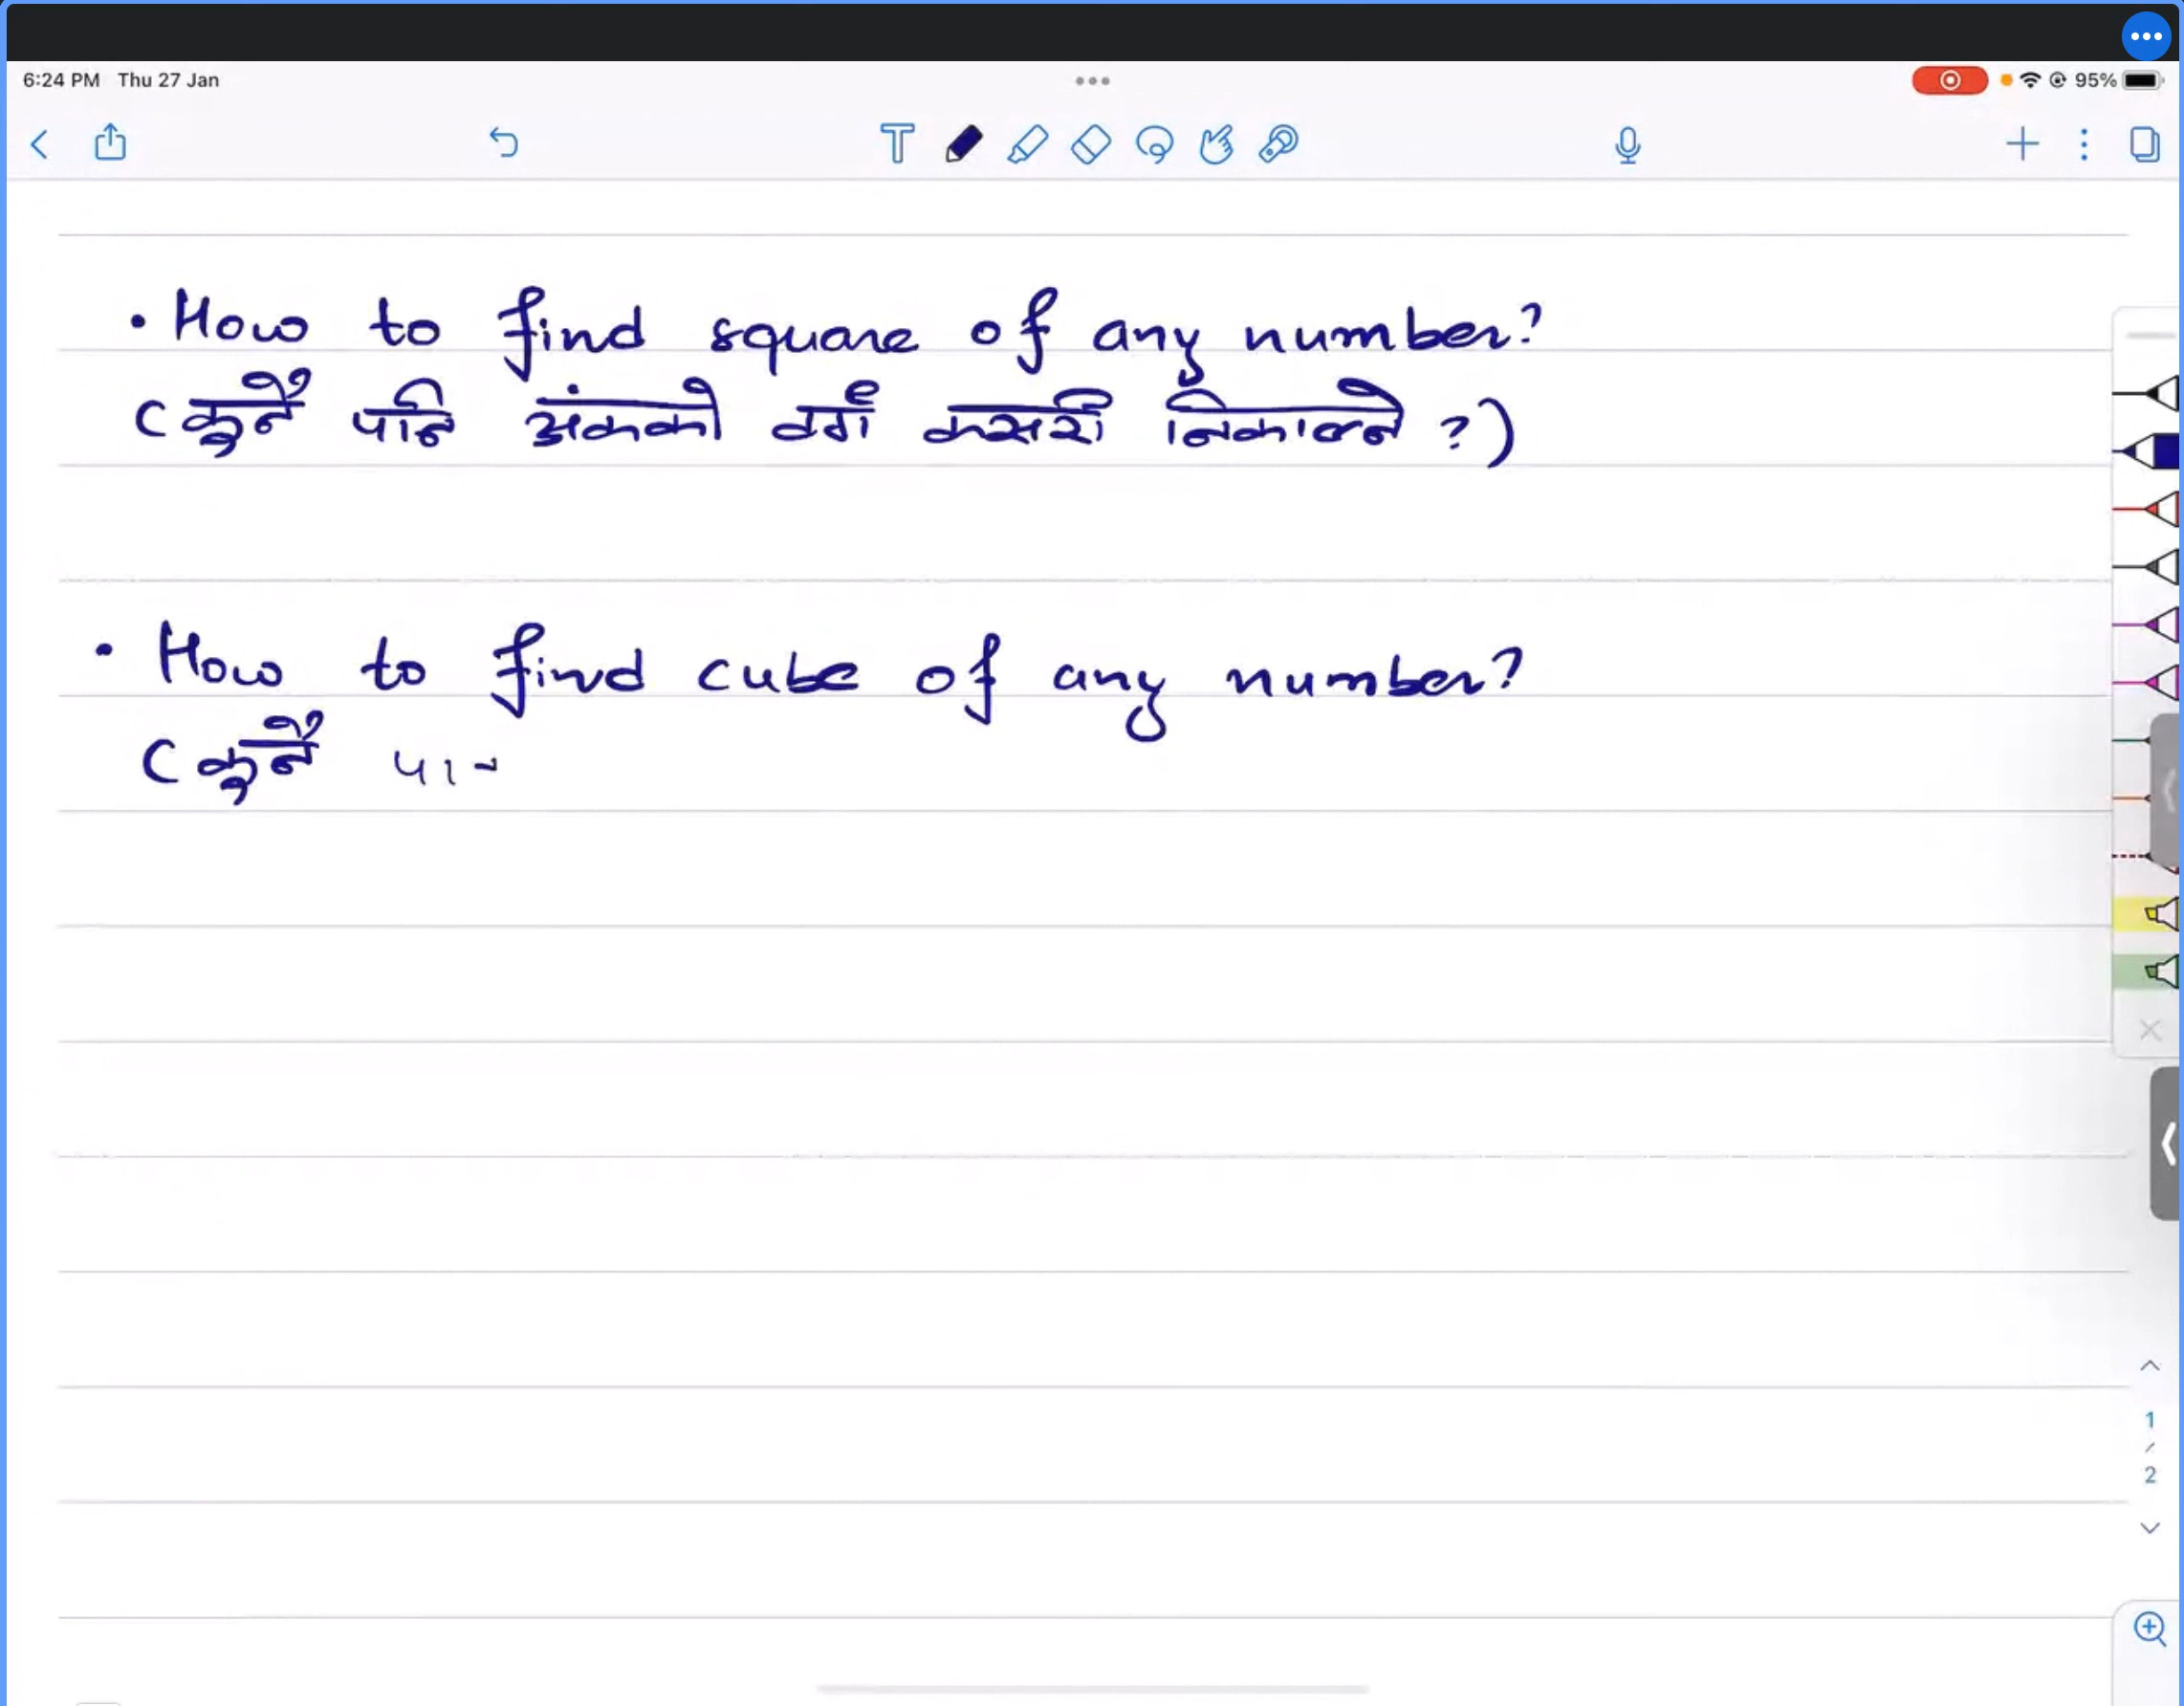 6:24 PM Thu 27 Jan
95%
• How to find square of any number?
(कुनै पनि अंकको वर्ग कसरी निकाल्ने ?)
• How to find cube of any number?
(कुनै
1
/
2